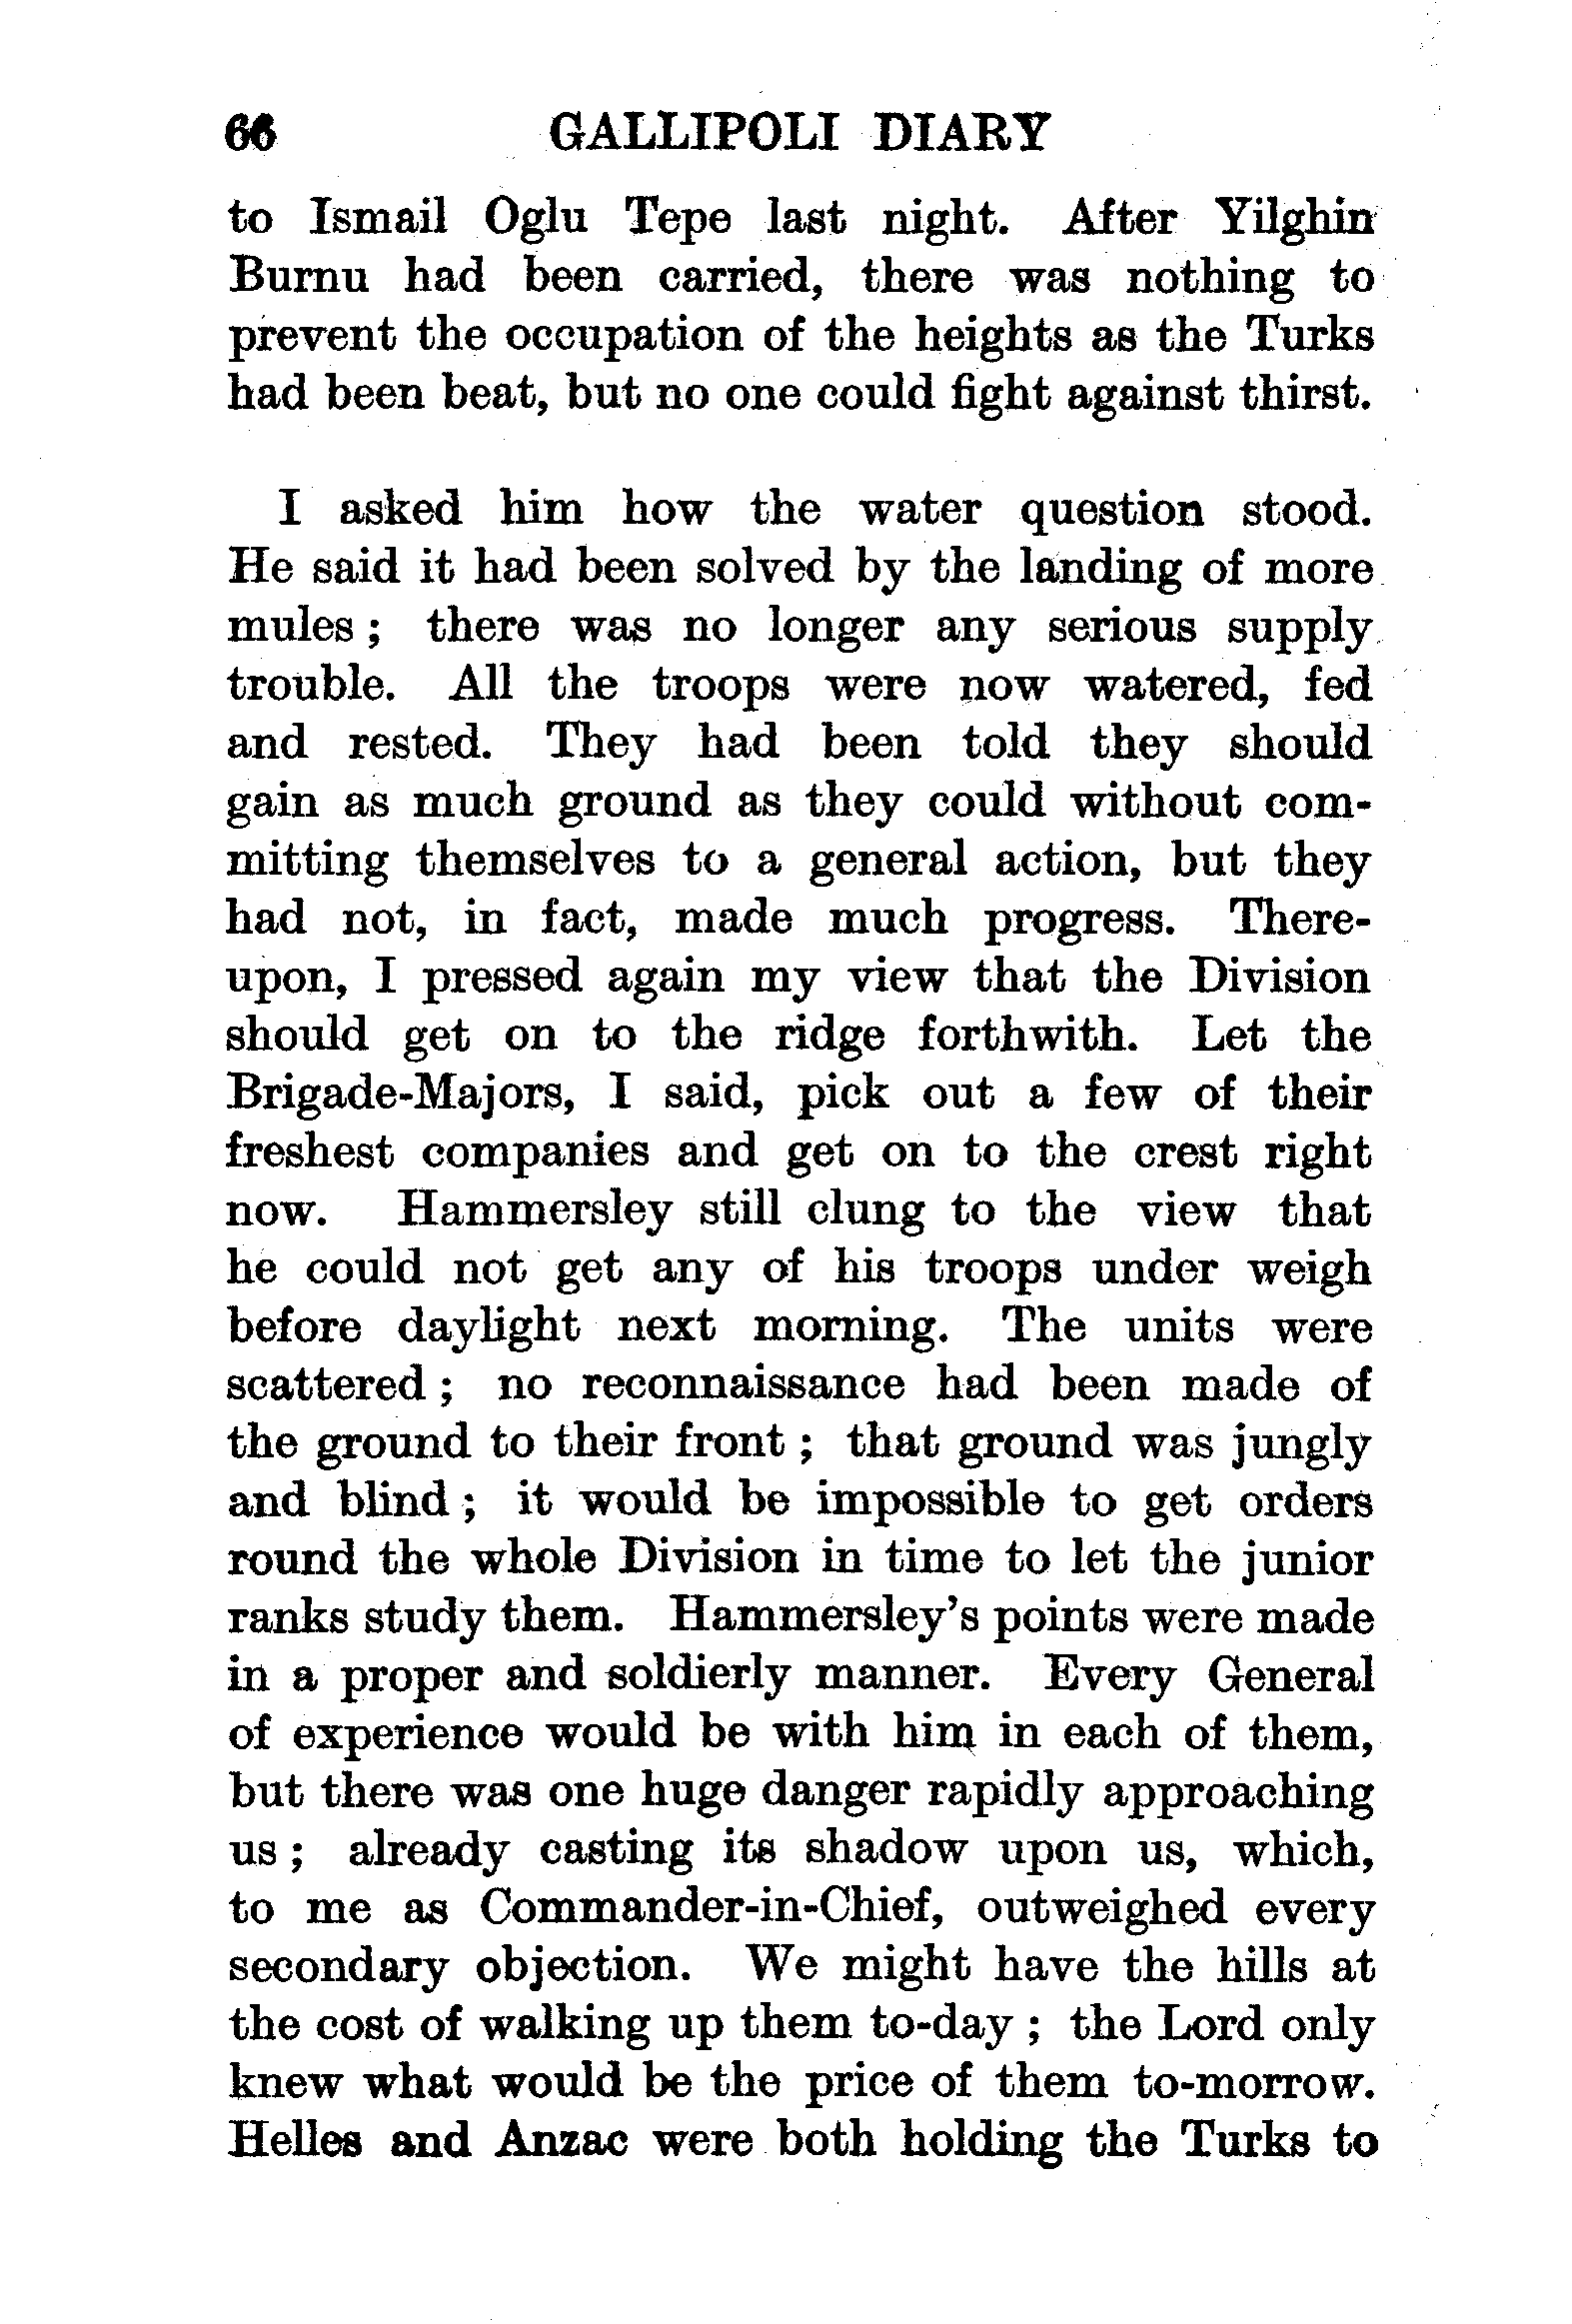 66 GALLIPOLI DIARY
to Ismail Oglu Tepe last night. After Yilghin
Burnu had been carried, there was nothing to
prevent the occupation of the heights as the Turks
had been beat, but no one could fight against thirst.
I asked him how the water question stood.
He said it had been solved by the landing of more
mules ; there was no longer any serious supply
trouble. All the troops were now watered, fed
and rested. They had been told they should
gain as much ground as they could without com-
mitting themselves to a general action, but they
had not, in fact, made much progress. There-
upon, I pressed again my view that the Division
should get on to the ridge forthwith. Let the
Brigade-Majors, I said, pick out a few of their
freshest companies and get on to the crest right
now. Hammersley still clung to the view that
he could not get any of his troops under weigh
before daylight next morning. The units were
scattered ; no reconnaissance had been made of
the ground to their front ; that ground was jungly
and blind ; it would be impossible to get orders
round the whole Division in time to let the junior
ranks study them. Hammersley's points were made
in a proper and soldierly manner. Every General
of experience would be with him in each of them,
but there was one huge danger rapidly approaching
us ; already casting its shadow upon us, which,
to me as Commander-in-Chief, outweighed every
secondary objection. We might have the hills at
the cost of walking up them to-day ; the Lord only
knew what would be the price of them to-morrow.
Helles and Anzac were both holding the Turks to